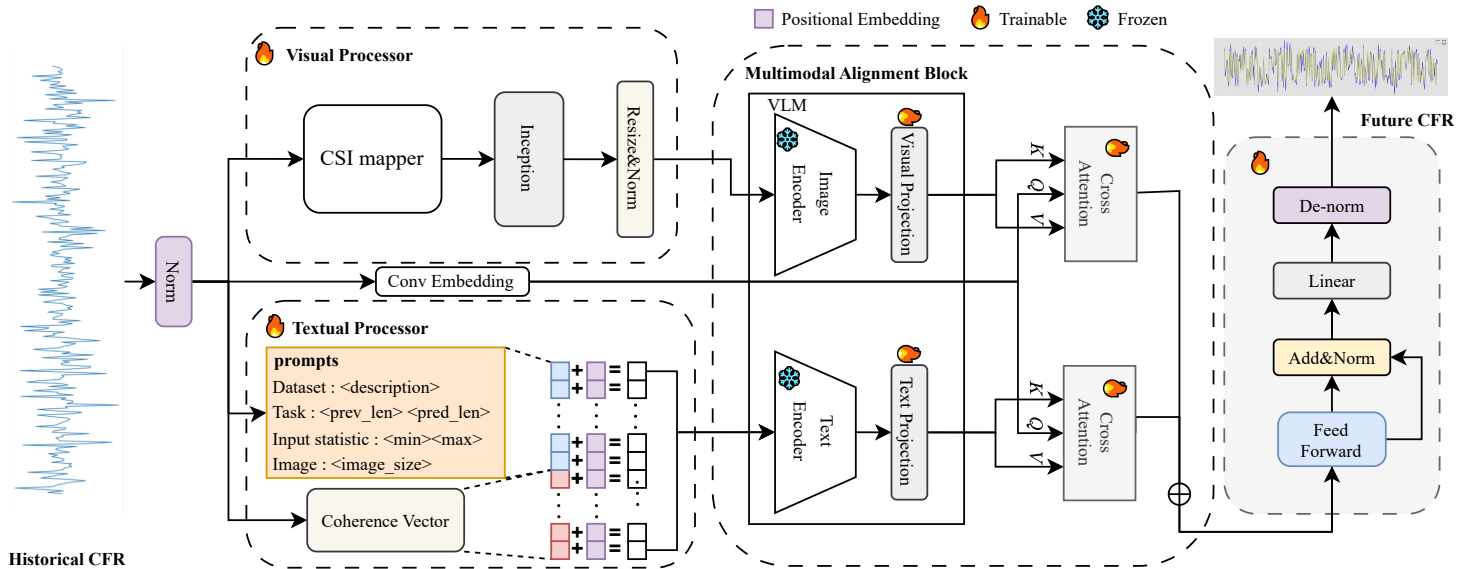 Positional Embedding
Trainable
Frozen
Visual Processor
CSI mapper
Inception
Resize&Norm
Norm
Conv Embedding
Textual Processor
prompts
Dataset : <description>
Task : <prev_len> <pred_len>
Input statistic : <min><max>
Image : <image_size>
Coherence Vector
+ =
+ =
+ =
+ =
+ =
+ =
+ =
Historical CFR
Multimodal Alignment Block
VLM
Image
Encoder
Visual Projection
K
Q
V
Cross
Attention
Text
Encoder
Text Projection
K
Q
V
Cross
Attention
Future CFR
De-norm
Linear
Add&Norm
Feed
Forward